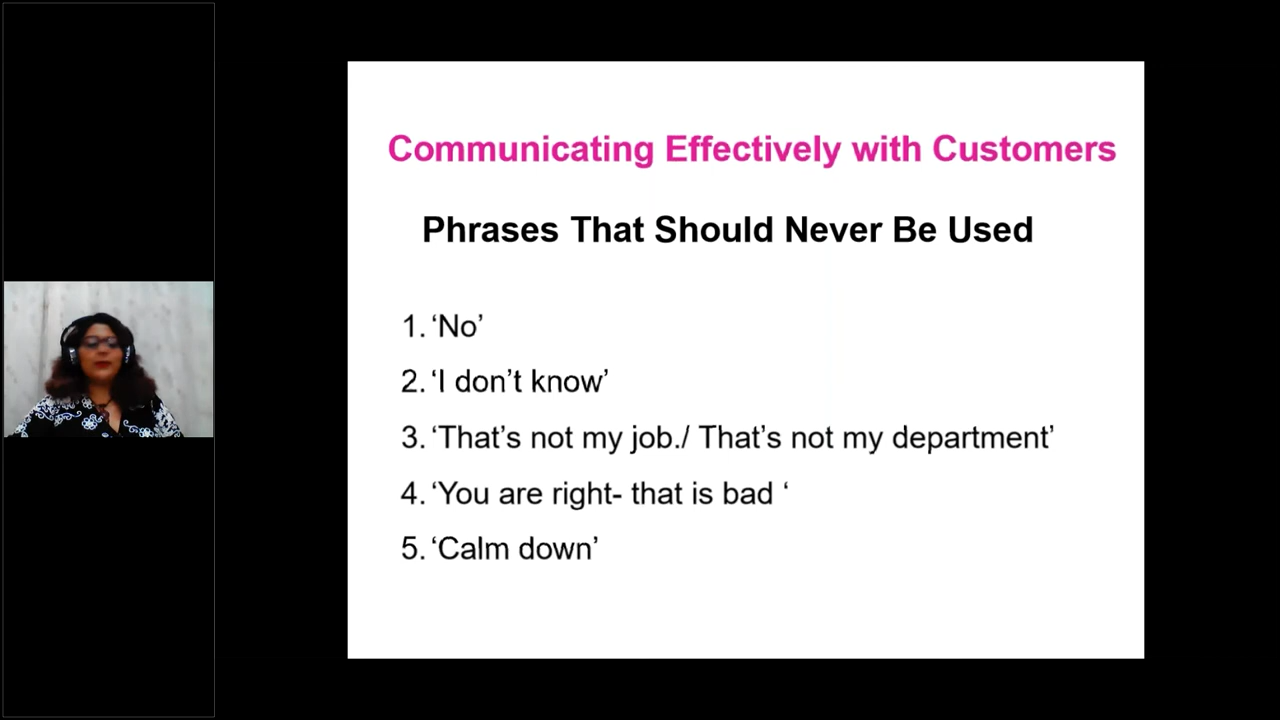 Communicating Effectively with Customers
Phrases That Should Never Be Used
1. ‘No’
2. ‘I don’t know’
3. ‘That’s not my job./ That’s not my department’
4. ‘You are right- that is bad ‘
5. ‘Calm down’